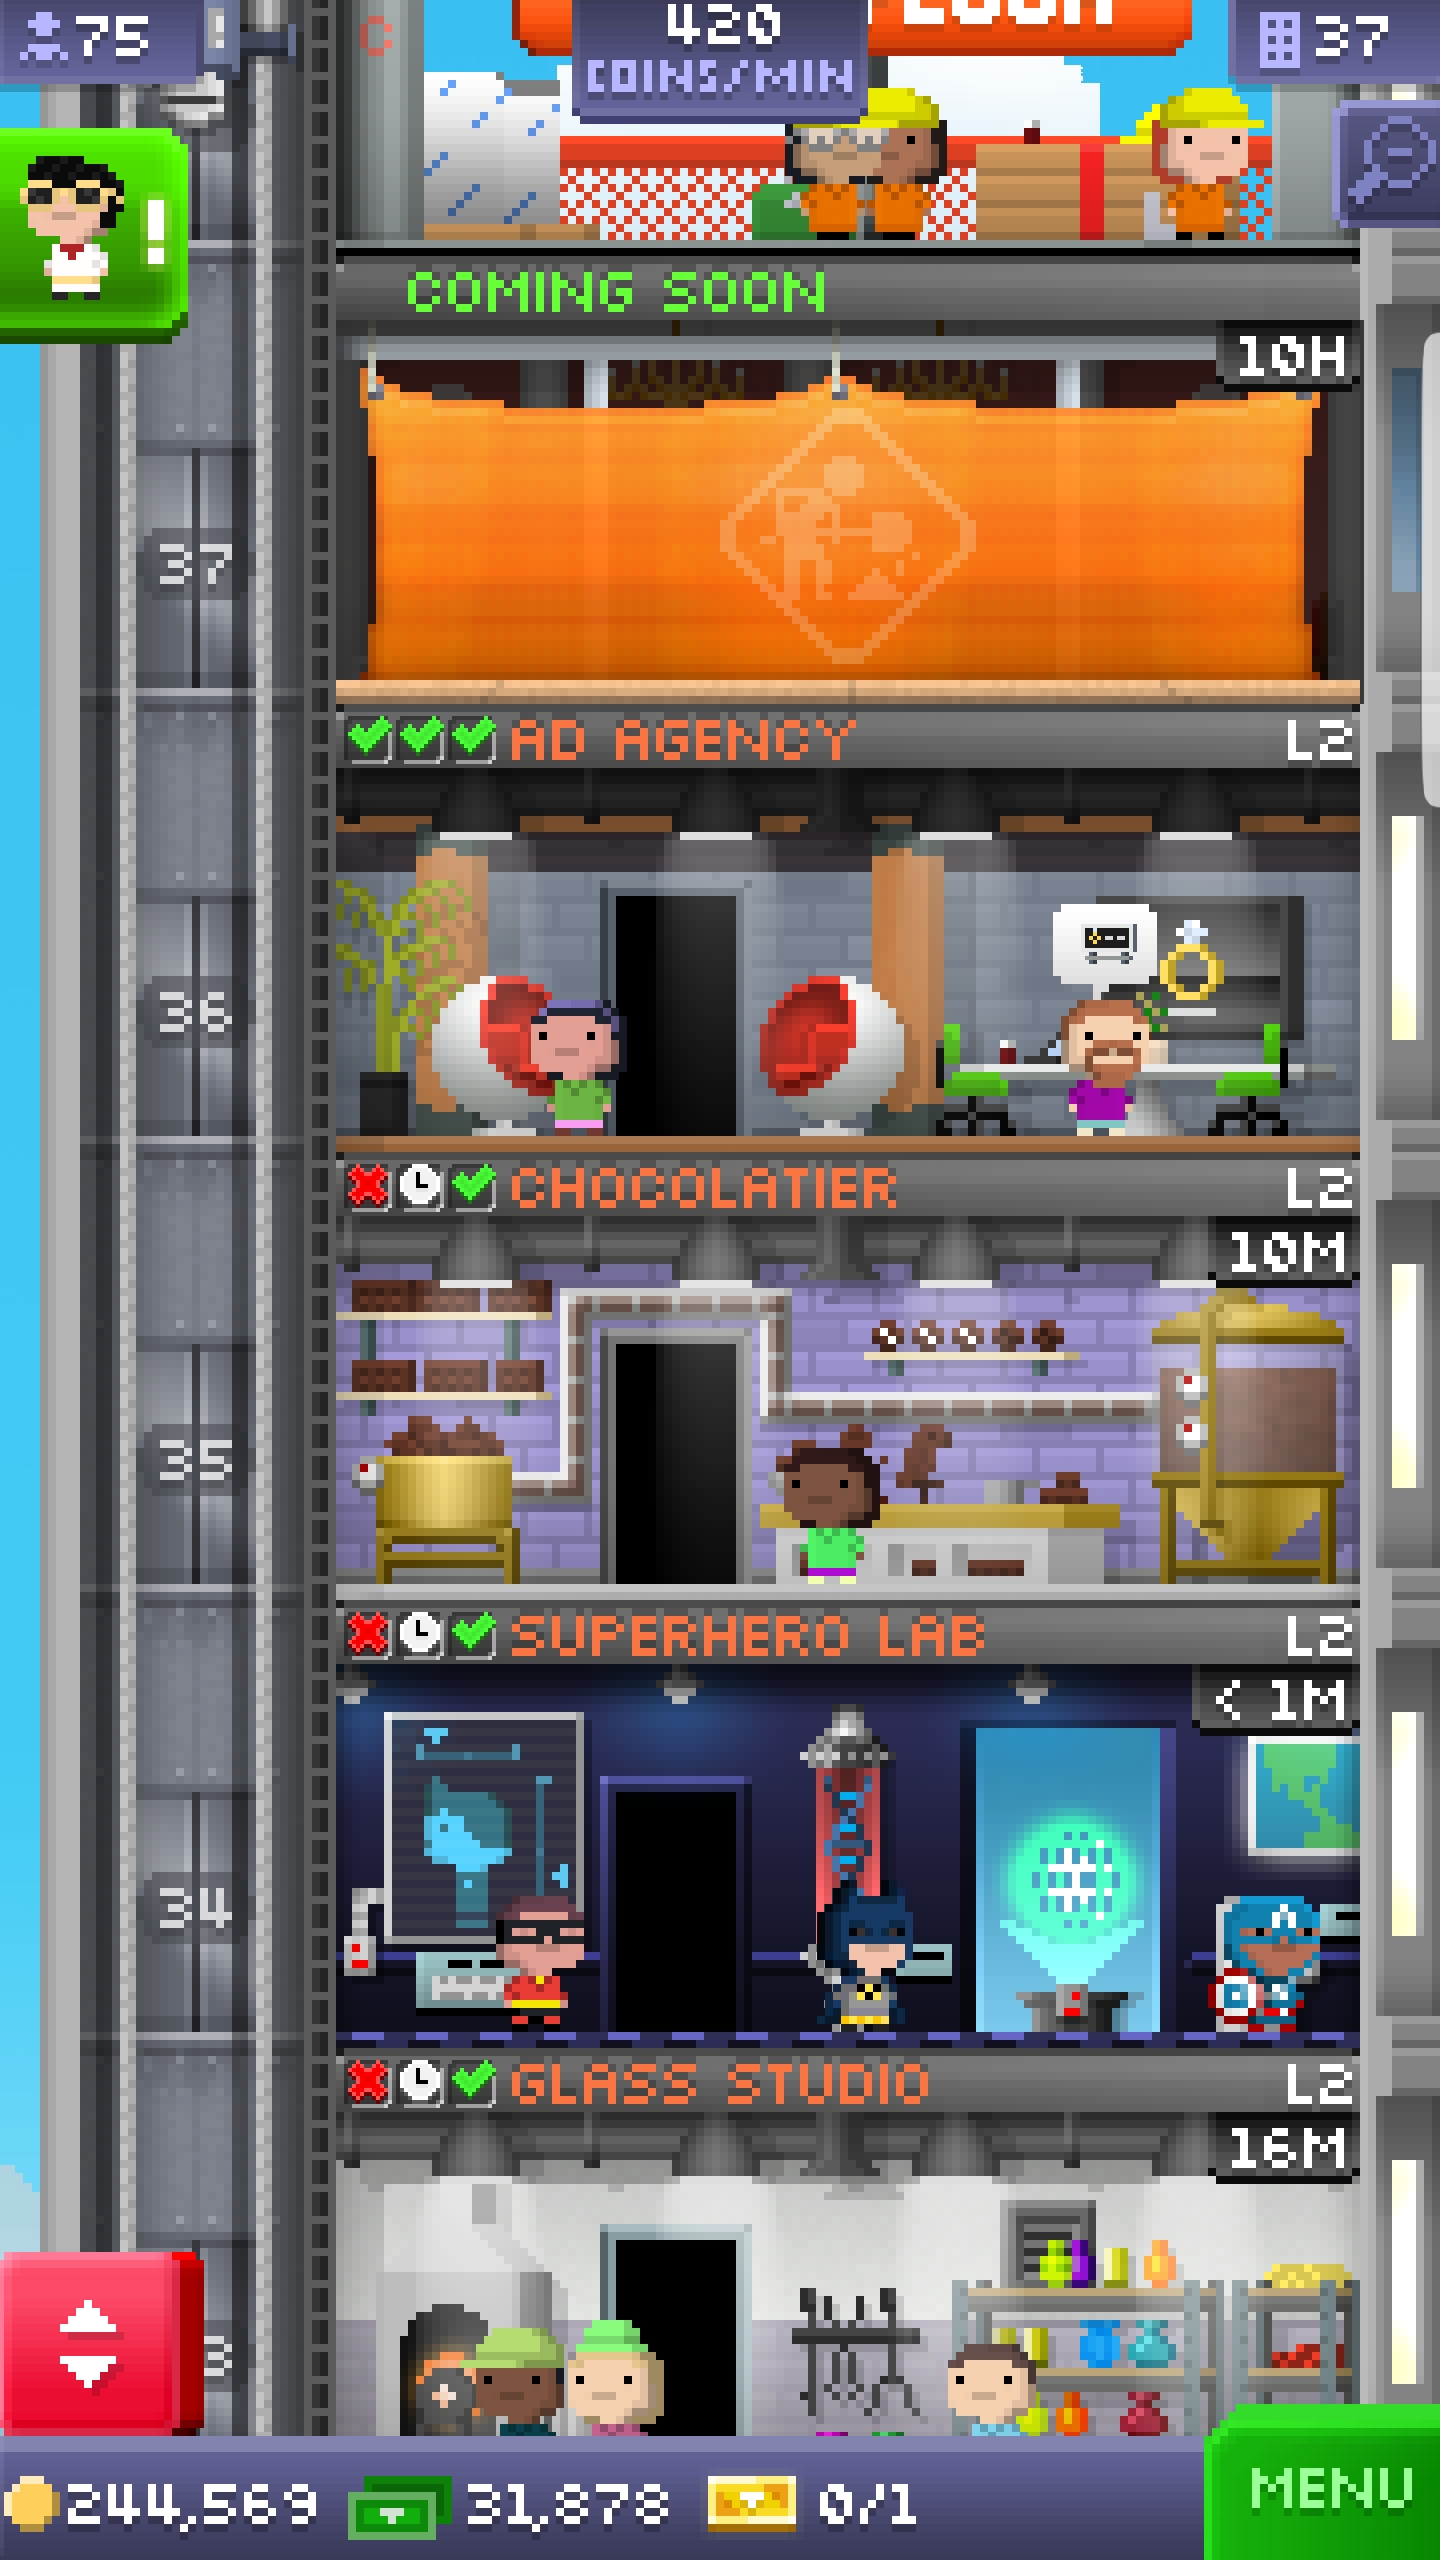 75
420
COINS/MIN
37
!
COMING SOON
10H
37
AD AGENCY L2
36
CHOCOLATIER L2
10M
35
SUPERHERO LAB L2
< 1M
34
GLASS STUDIO L2
16M
244,569 31,878 0/1
MENU